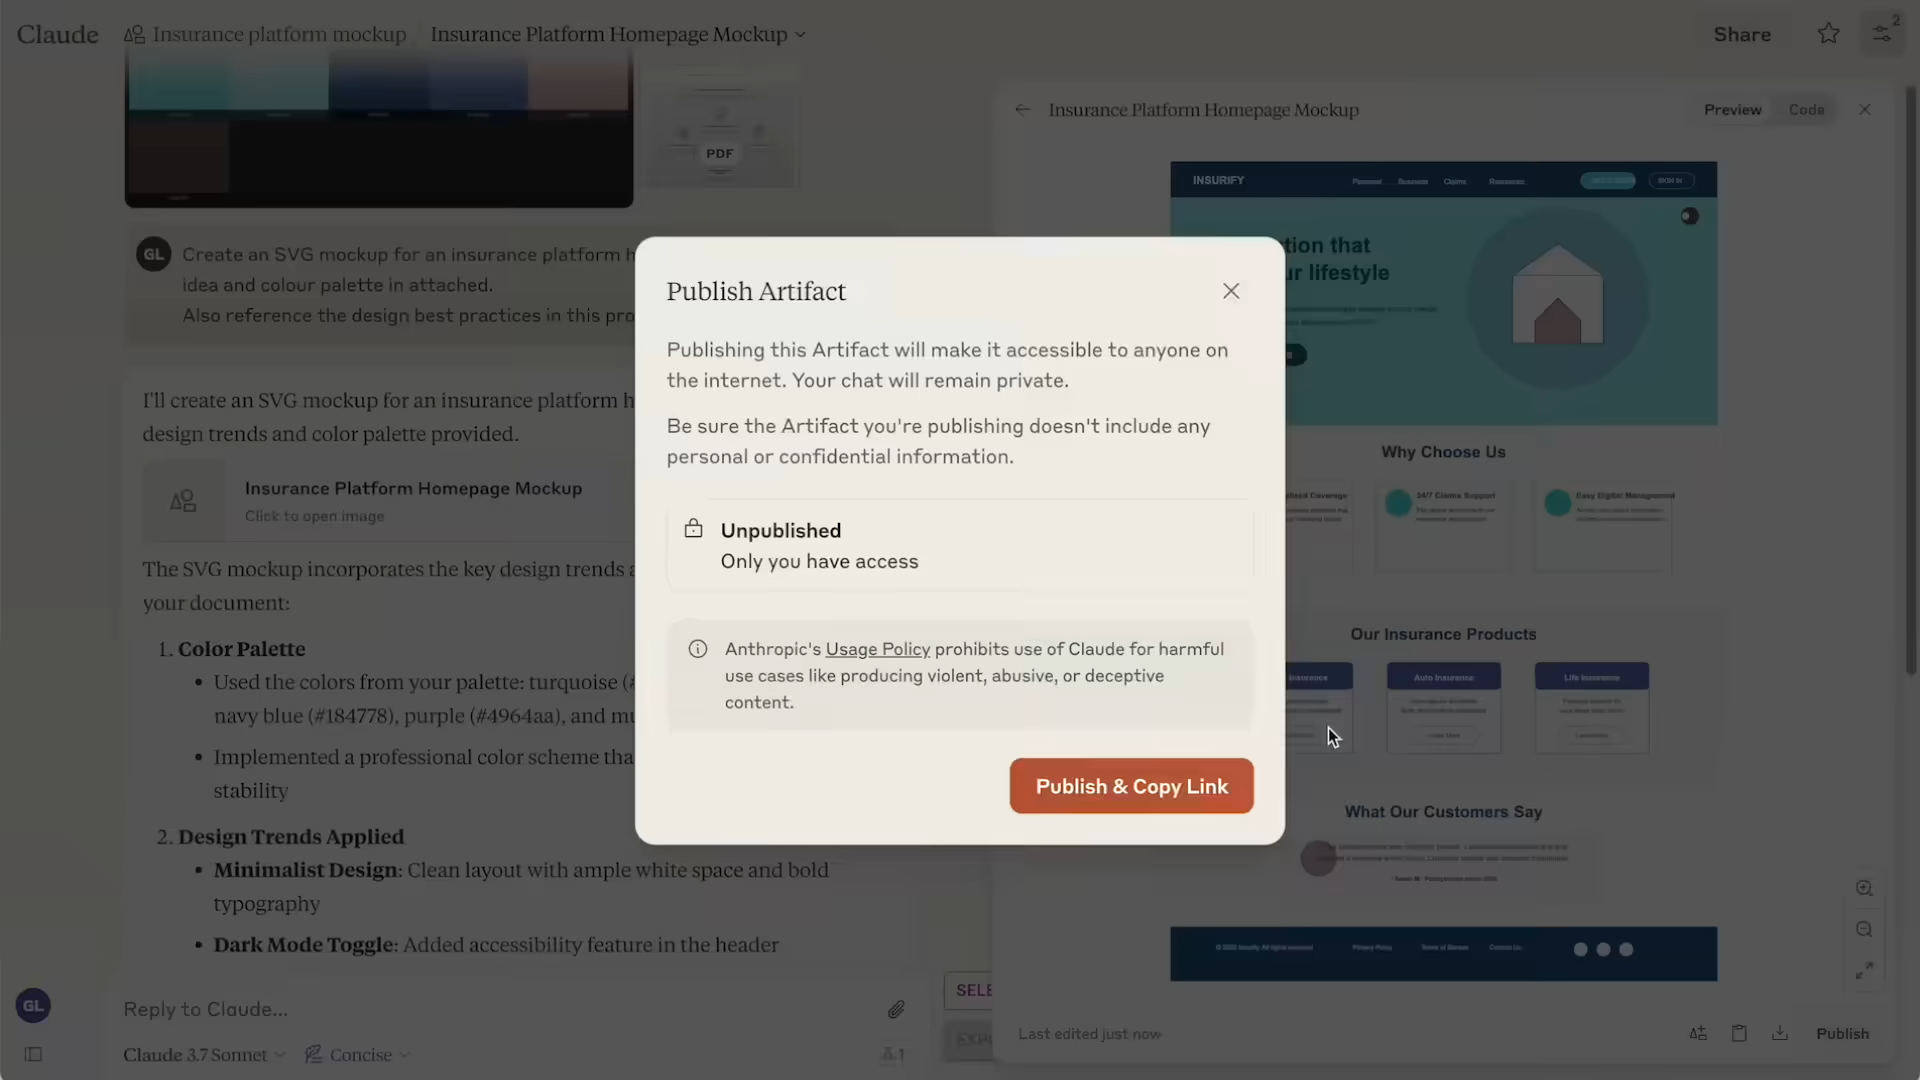 Claude
Insurance platform mockup
Insurance Platform Homepage Mockup
Share
2
PDF
GL
Create an SVG mockup for an insurance platform h
idea and colour palette in attached.
Also reference the design best practices in this pro
I'll create an SVG mockup for an insurance platform h
design trends and color palette provided.
Insurance Platform Homepage Mockup
Click to open image
The SVG mockup incorporates the key design trends a
your document:
1. Color Palette
• Used the colors from your palette: turquoise (#
navy blue (#184778), purple (#4964aa), and mu
• Implemented a professional color scheme tha
stability
2. Design Trends Applied
• Minimalist Design: Clean layout with ample white space and bold
typography
• Dark Mode Toggle: Added accessibility feature in the header
GL
Reply to Claude...
Claude 3.7 Sonnet
Concise
1
SELE
EXPO
Publish Artifact
Publishing this Artifact will make it accessible to anyone on
the internet. Your chat will remain private.
Be sure the Artifact you're publishing doesn't include any
personal or confidential information.
Unpublished
Only you have access
Anthropic's Usage Policy prohibits use of Claude for harmful
use cases like producing violent, abusive, or deceptive
content.
Publish & Copy Link
Insurance Platform Homepage Mockup
Preview
Code
INSURIFY
Personal
Business
Claims
Resources
SIGN IN
tion that
ur lifestyle
Why Choose Us
Coverage
24/7 Claims Support
Easy Digital Management
Our Insurance Products
Insurance
Auto Insurance
Life Insurance
What Our Customers Say
© 2025 Insurify. All rights reserved
Privacy Policy
Terms of Service
Contact Us
Last edited just now
Publish